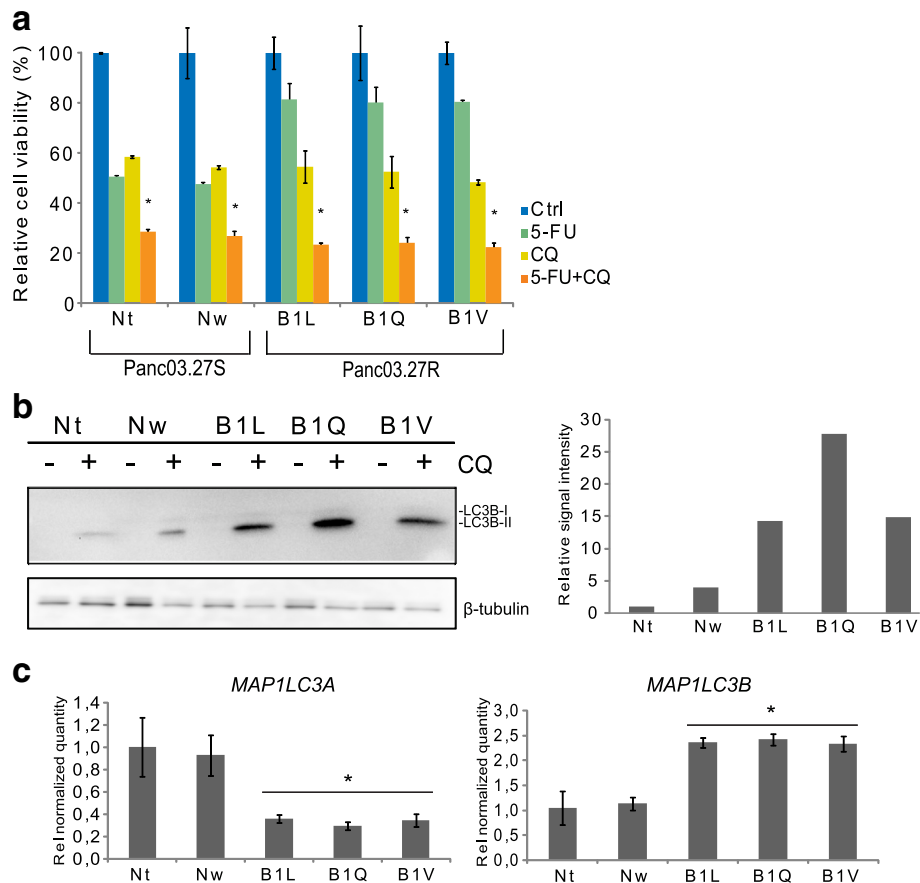 a
Relative cell viability (%)
120
100
80
60
40
20
0
* * * * *
Ctrl
5-FU
CQ
5-FU+CQ
Nt Nw B1L B1Q B1V
Panc03.27S Panc03.27R
b
Nt Nw B1L B1Q B1V
- + - + - + - + - + CQ
-LC3B-I
-LC3B-II
β-tubulin
Relative signal intensity
30
25
20
15
10
5
0
Nt Nw B1L B1Q B1V
c
MAP1LC3A
Rel normalized quantity
1,4
1,2
1,0
0,8
0,6
0,4
0,2
0,0
*
Nt Nw B1L B1Q B1V
MAP1LC3B
Rel normalized quantity
3,0
2,5
2,0
1,5
1,0
0,5
0,0
*
Nt Nw B1L B1Q B1V